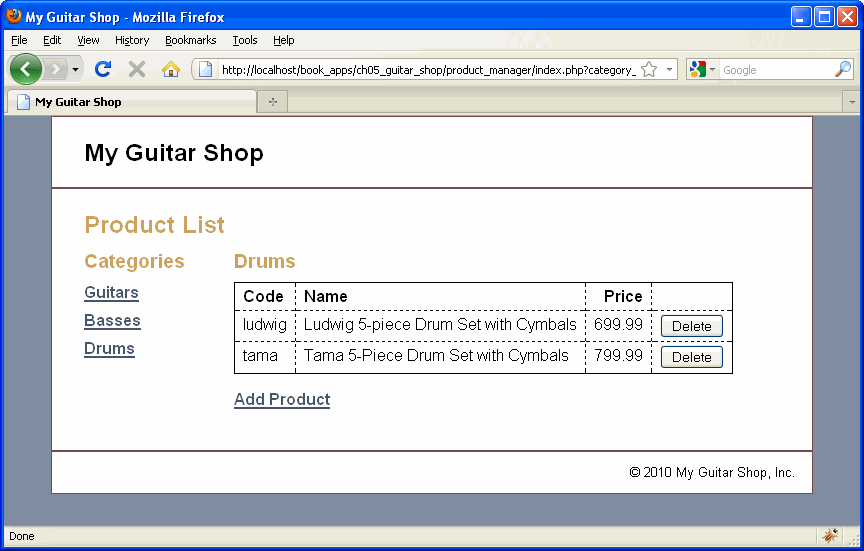 My Guitar Shop - Mozilla Firefox
File Edit View History Bookmarks Tools Help
http://localhost/book_apps/ch05_guitar_shop/product_manager/index.php?category_ Google
My Guitar Shop
My Guitar Shop
Product List
Categories
Guitars
Basses
Drums
Drums
Code Name Price
ludwig Ludwig 5-piece Drum Set with Cymbals 699.99 Delete
tama Tama 5-Piece Drum Set with Cymbals 799.99 Delete
Add Product
© 2010 My Guitar Shop, Inc.
Done